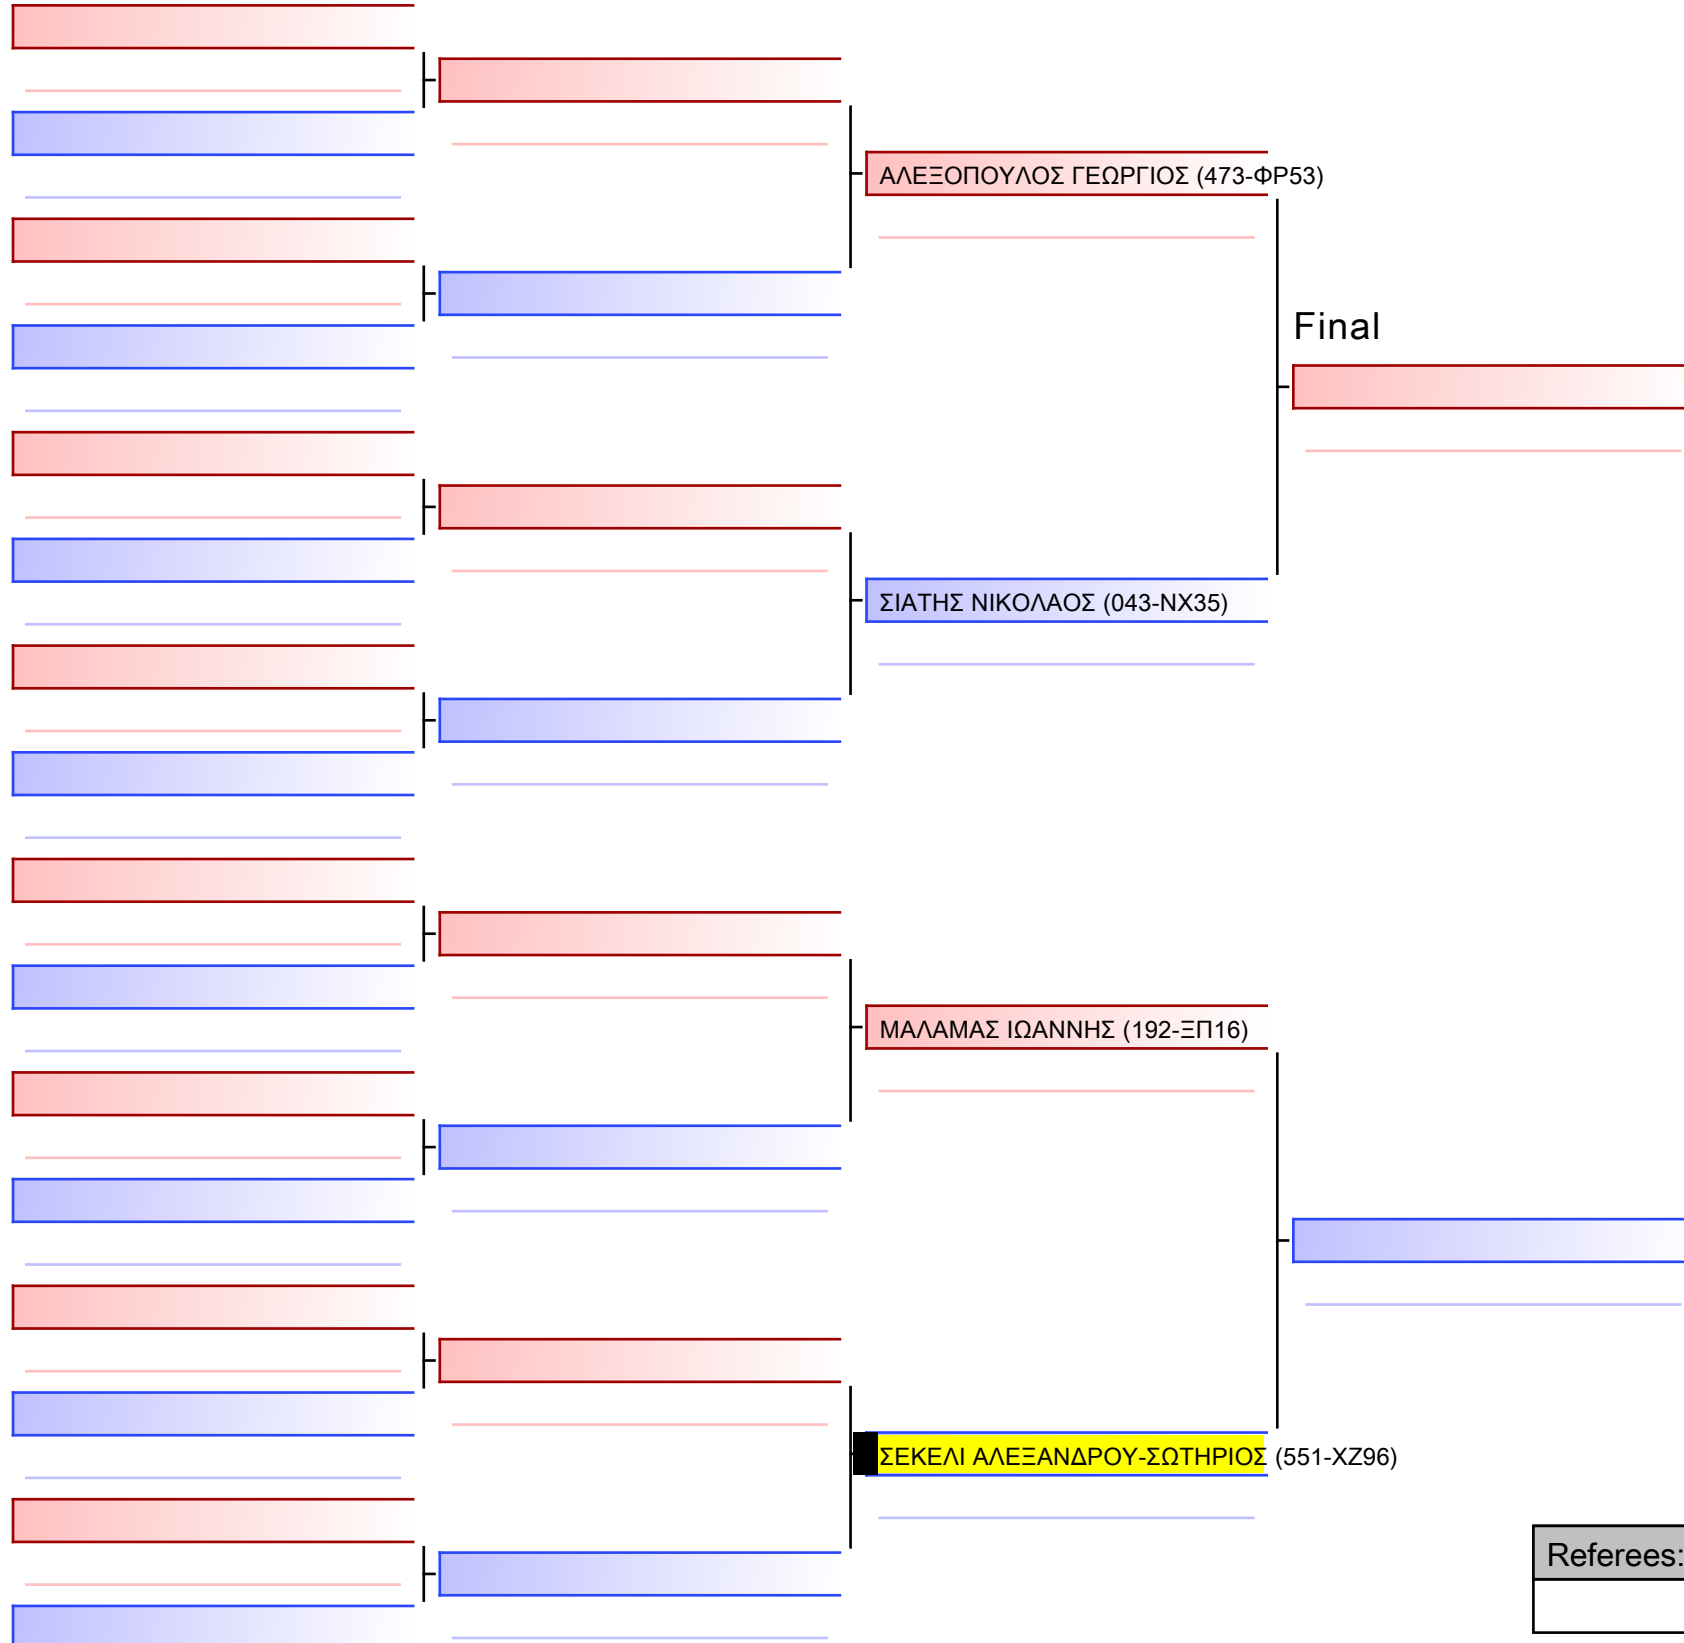 ΑΛΕΞΟΠΟΥΛΟΣ ΓΕΩΡΓΙΟΣ (473-ΦΡ53)
Final
ΣΙΑΤΗΣ ΝΙΚΟΛΑΟΣ (043-ΝΧ35)
ΜΑΛΑΜΑΣ ΙΩΑΝΝΗΣ (192-ΞΠ16)
ΣΕΚΕΛΙ ΑΛΕΞΑΝΔΡΟΥ-ΣΩΤΗΡΙΟΣ (551-ΧΖ96)
Referees: